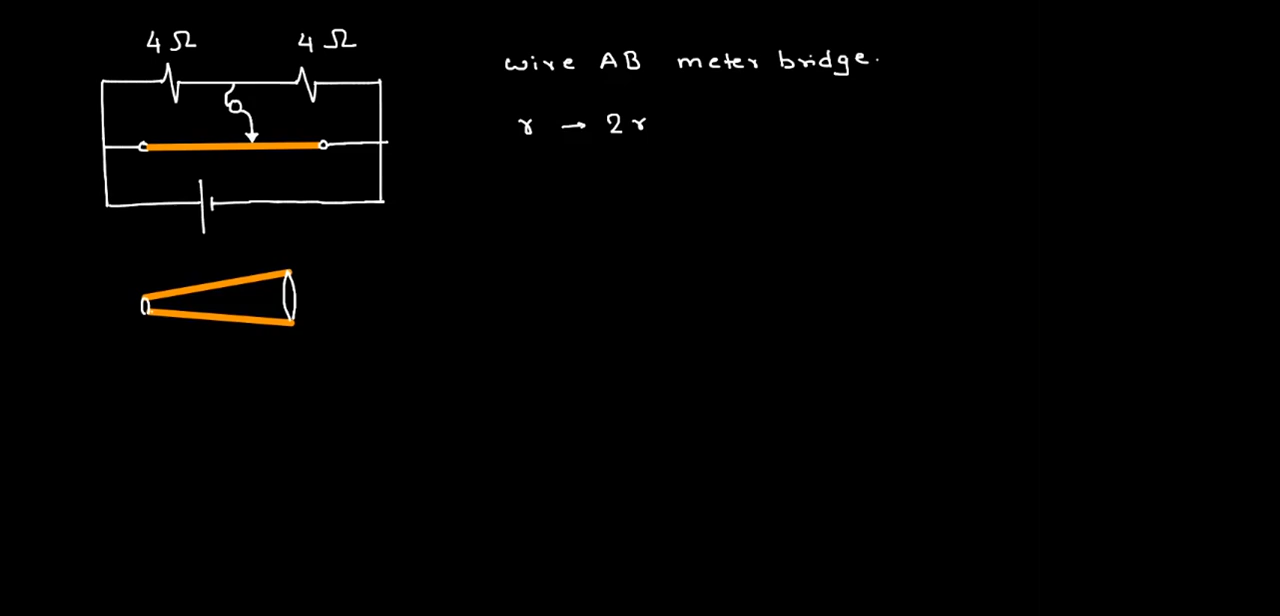 4 Ω 4 Ω
wire AB meter bridge.
r → 2r